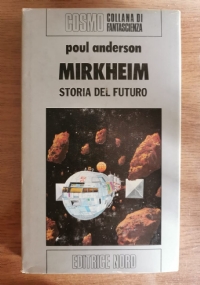 COSMO COLLANA DI
FANTASCIENZA
poul anderson
MIRKHEIM
STORIA DEL FUTURO
EDITRICE NORD